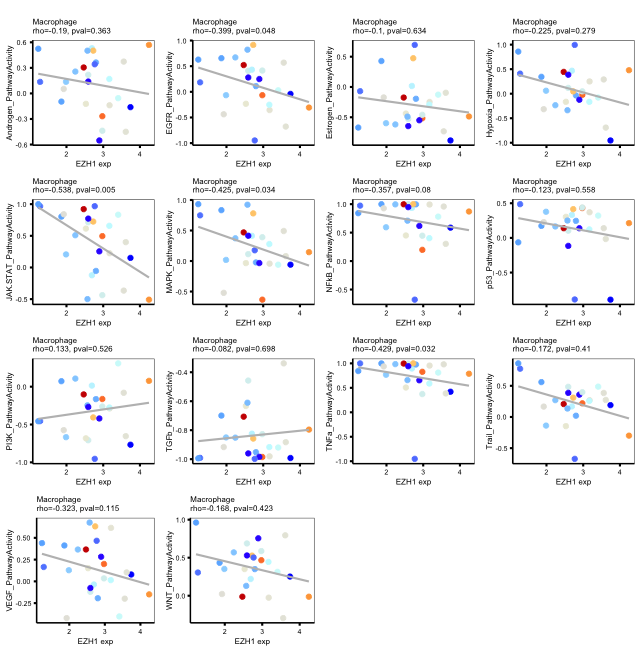 Macrophage
rho=-0.19, pval=0.363
Androgen_PathwayActivity
0.6
0.3
0.0
-0.3
-0.6
2
3
4
EZH1 exp
Macrophage
rho=-0.399, pval=0.048
EGFR_PathwayActivity
1.0
0.5
0.0
-0.5
-1.0
2
3
4
EZH1 exp
Macrophage
rho=-0.1, pval=0.634
Estrogen_PathwayActivity
0.5
0.0
-0.5
2
3
4
EZH1 exp
Macrophage
rho=-0.225, pval=0.279
Hypoxia_PathwayActivity
1.0
0.5
0.0
-0.5
-1.0
2
3
4
EZH1 exp
Macrophage
rho=-0.538, pval=0.005
JAK.STAT_PathwayActivity
1.0
0.5
0.0
-0.5
2
3
4
EZH1 exp
Macrophage
rho=-0.425, pval=0.034
MAPK_PathwayActivity
1.0
0.5
0.0
-0.5
2
3
4
EZH1 exp
Macrophage
rho=-0.357, pval=0.08
NFkB_PathwayActivity
1.0
0.5
0.0
-0.5
2
3
4
EZH1 exp
Macrophage
rho=-0.123, pval=0.558
p53_PathwayActivity
0.5
0.0
-0.5
2
3
4
EZH1 exp
Macrophage
rho=0.133, pval=0.526
PI3K_PathwayActivity
0.0
-0.5
-1.0
2
3
4
EZH1 exp
Macrophage
rho=-0.082, pval=0.698
TGFb_PathwayActivity
-0.4
-0.6
-0.8
-1.0
2
3
4
EZH1 exp
Macrophage
rho=-0.429, pval=0.032
TNFa_PathwayActivity
1.0
0.5
0.0
-0.5
-1.0
2
3
4
EZH1 exp
Macrophage
rho=-0.172, pval=0.41
Trail_PathwayActivity
0.5
0.0
-0.5
2
3
4
EZH1 exp
Macrophage
rho=-0.323, pval=0.115
VEGF_PathwayActivity
0.50
0.25
0.00
-0.25
2
3
4
EZH1 exp
Macrophage
rho=-0.168, pval=0.423
WNT_PathwayActivity
1.0
0.5
0.0
2
3
4
EZH1 exp